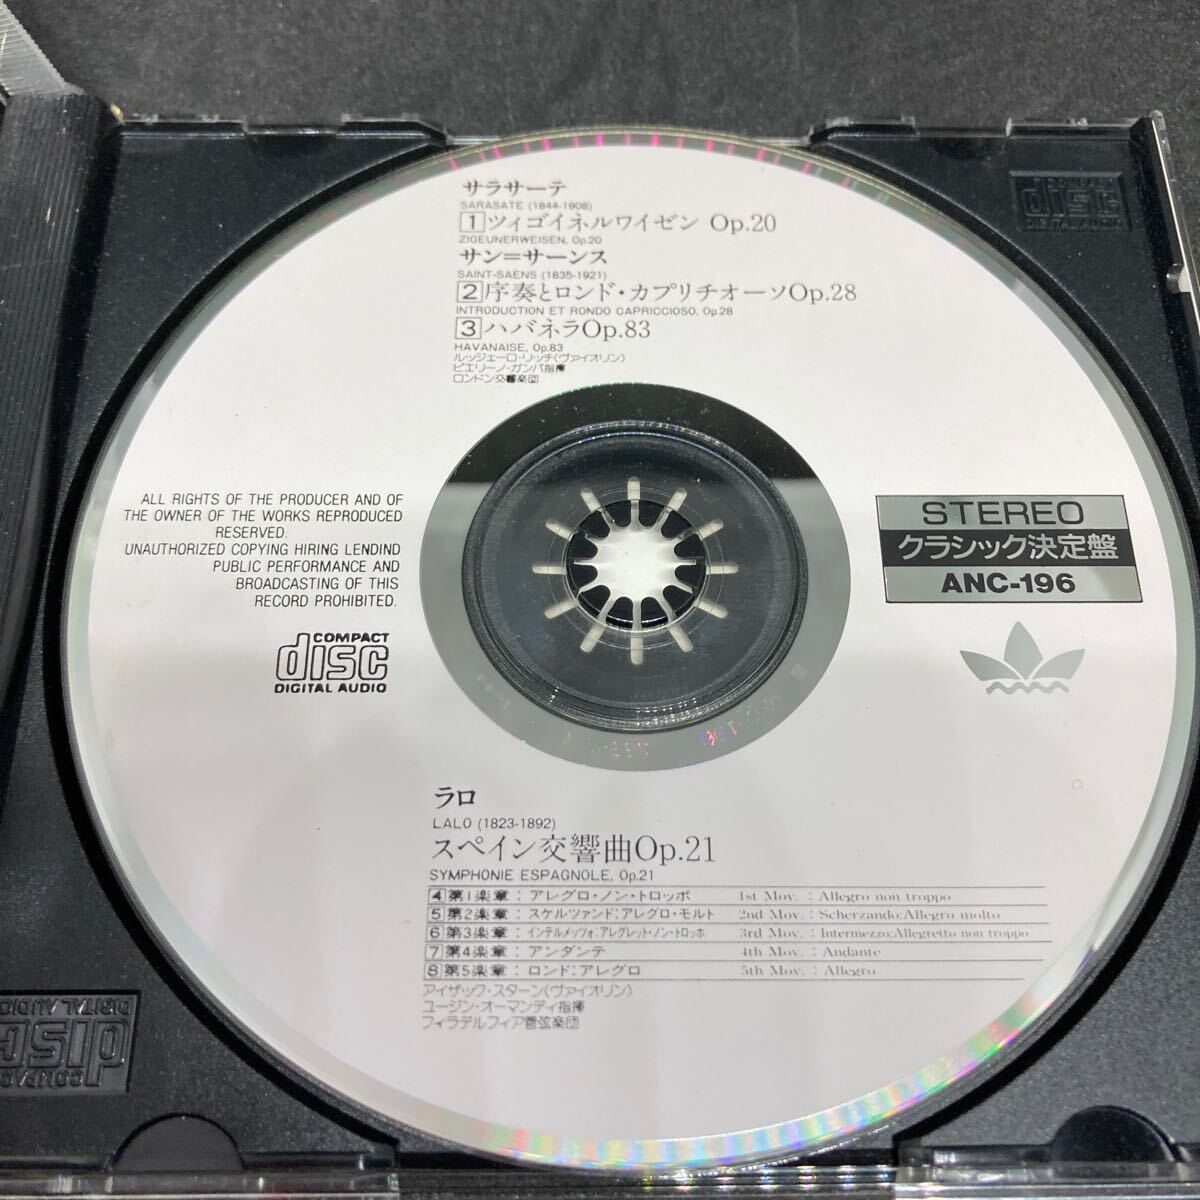 サラサーテ
SARASATE (1844-1908)
1 ツィゴイネルワイゼン Op.20
ZIGEUNERWEISEN, Op.20
サン=サーンス
SAINT-SAENS (1835-1921)
2 序奏とロンド・カプリチオーソOp.28
INTRODUCTION ET RONDO CAPRICCIOSO, Op.28
3 ハバネラOp.83
HAVANAISE, Op.83
ルッジェーロ・リッチ(ヴァイオリン)
ピエリーノ・ガンバ指揮
ロンドン交響楽団
ALL RIGHTS OF THE PRODUCER AND OF
THE OWNER OF THE WORKS REPRODUCED
RESERVED.
UNAUTHORIZED COPYING HIRING LENDIND
PUBLIC PERFORMANCE AND
BROADCASTING OF THIS
RECORD PROHIBITED.
COMPACT
disc
DIGITAL AUDIO
STEREO
クラシック決定盤
ANC-196
ラロ
LALO (1823-1892)
スペイン交響曲Op.21
SYMPHONIE ESPAGNOLE, Op.21
4 第1楽章:アレグロ・ノン・トロッポ 1st Mov. : Allegro non troppo
5 第2楽章:スケルツァンド:アレグロ・モルト 2nd Mov. : Scherzando:Allegro molto
6 第3楽章:インテルメッツォ:アレグレット・ノン・トロッポ 3rd Mov. : Intermezzo:Allegretto non troppo
7 第4楽章:アンダンテ 4th Mov. : Andante
8 第5楽章:ロンド:アレグロ 5th Mov. : Allegro
アイザック・スターン(ヴァイオリン)
ユージン・オーマンディ指揮
フィラデルフィア管弦楽団
disc
DIGITAL AUDIO
COMPACT
disc
DIGITAL AUDIO